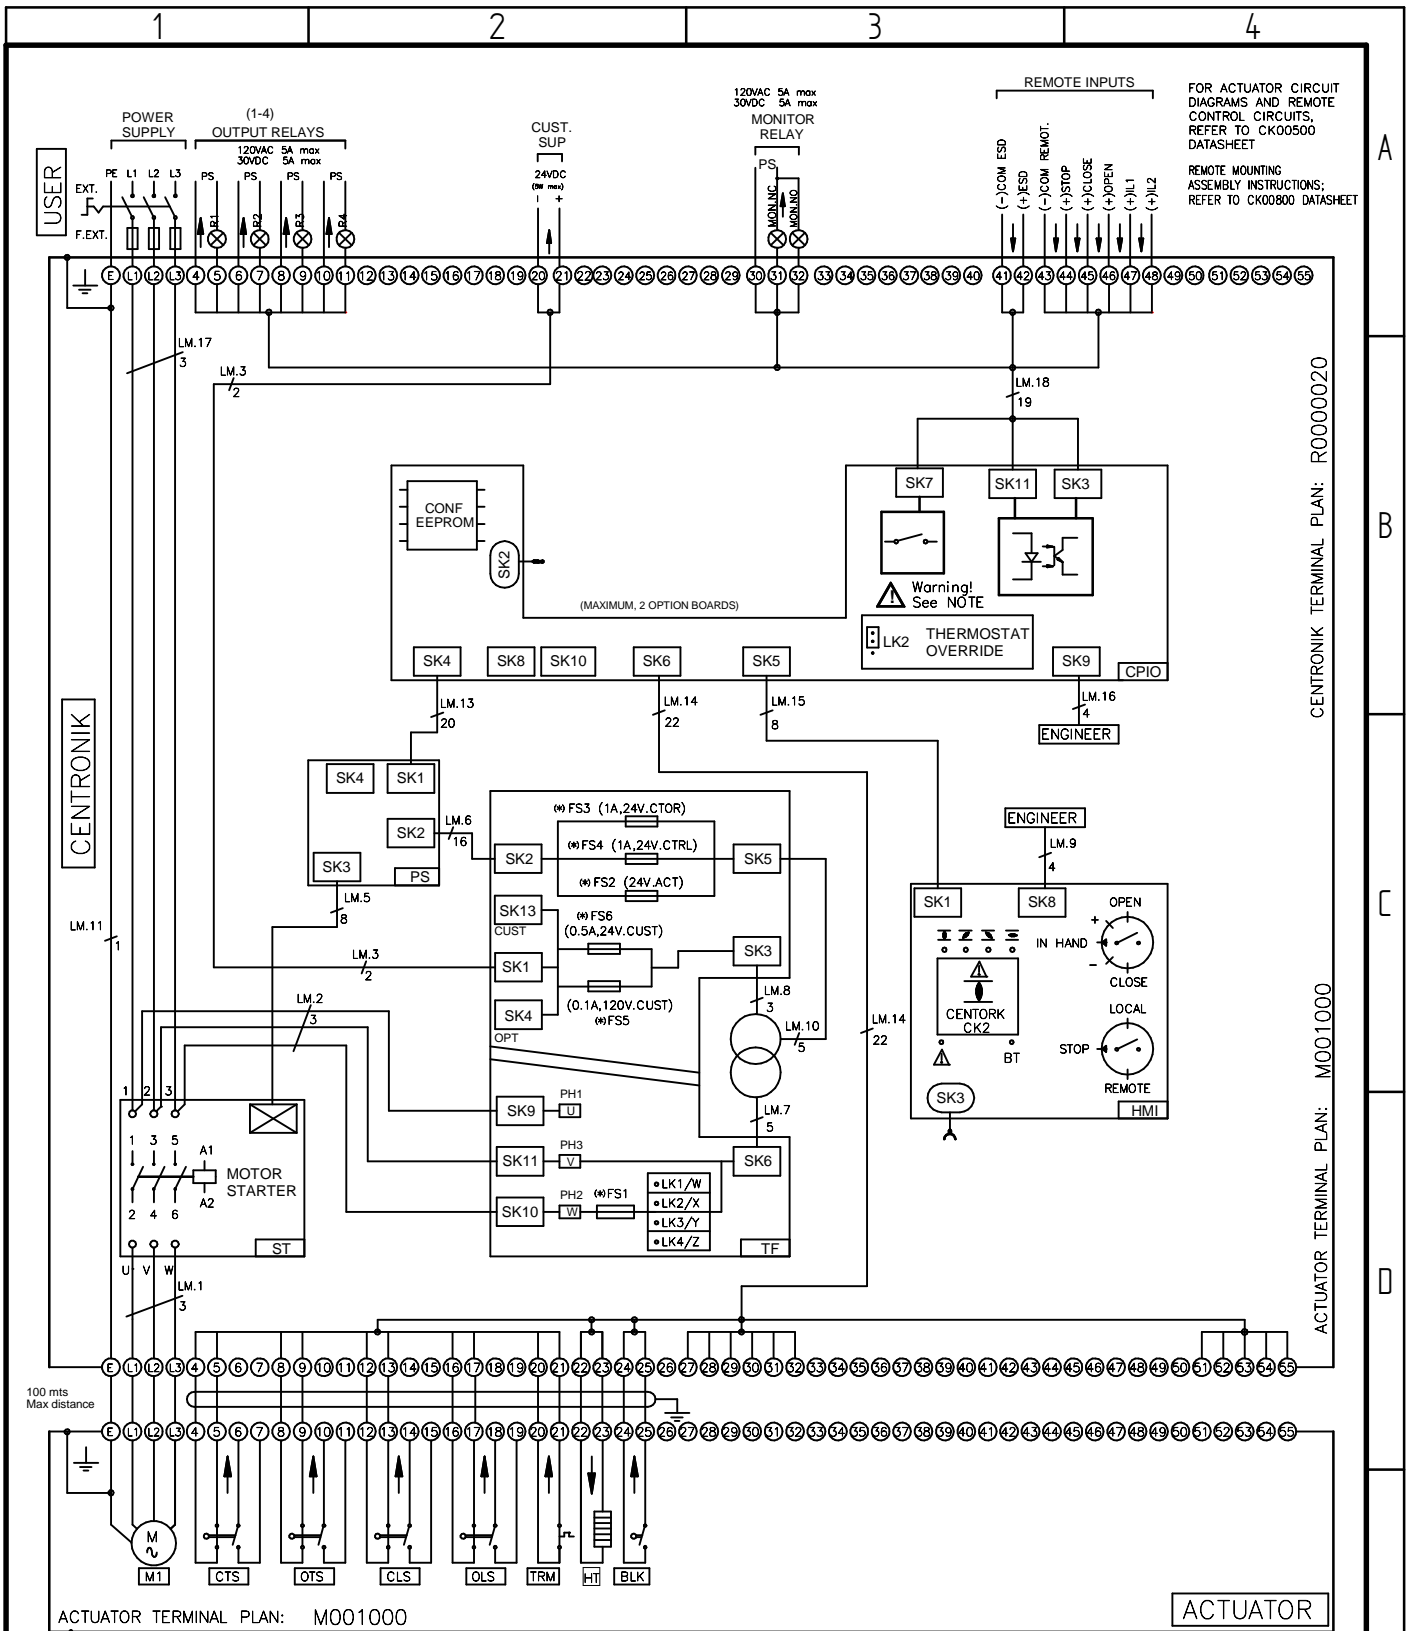 1 2 3 4
A
B
C
D
USER
POWER
SUPPLY
PE L1 L2 L3
EXT.
F.EXT.
(1-4)
OUTPUT RELAYS
120VAC 5A max
30VDC 5A max
PS PS PS PS
R1 R2 R3 R4
CUST.
SUP
24VDC
(8W max)
- +
120VAC 5A max
30VDC 5A max
MONITOR
RELAY
PS
MON.NC
MON.NO
REMOTE INPUTS
(-)COM ESD
(+)ESD
(-)COM REMOT.
(+)STOP
(+)CLOSE
(+)OPEN
(+)IL1
(+)IL2
FOR ACTUATOR CIRCUIT
DIAGRAMS AND REMOTE
CONTROL CIRCUITS,
REFER TO CK00500
DATASHEET
REMOTE MOUNTING
ASSEMBLY INSTRUCTIONS;
REFER TO CK00800 DATASHEET
E L1 L2 L3 4 5 6 7 8 9 10 11 12 13 14 15 16 17 18 19 20 21 22 23 24 25 26 27 28 29 30 31 32 33 34 35 36 37 38 39 40 41 42 43 44 45 46 47 48 49 50 51 52 53 54 55
LM.17
3
LM.3
2
LM.18
19
CENTRONIK TERMINAL PLAN: R0000020
CONF
EEPROM
SK2
SK7 SK11 SK3
(MAXIMUM, 2 OPTION BOARDS)
Warning!
See NOTE
LK2
THERMOSTAT
OVERRIDE
SK4 SK8 SK10 SK6 SK5 SK9
CPIO
LM.13
20
LM.14
22
LM.15
8
LM.16
4
ENGINEER
CENTRONIK
SK4 SK1
SK2
SK3
PS
LM.6
16
LM.5
8
(*) FS3 (1A,24V.CTOR)
(*) FS4 (1A,24V.CTRL)
(*) FS2 (24V.ACT)
SK2
SK5
SK13
CUST
(*) FS6
(0.5A,24V.CUST)
SK1
SK3
(0.1A,120V.CUST)
(*)FS5
SK4
OPT
LM.8
3
LM.10
5
LM.7
5
LM.14
22
LM.11
1
LM.3
2
LM.2
3
ENGINEER
LM.9
4
SK1 SK8
OPEN
+
IN HAND
-
CLOSE
CENTORK
CK2
BT
LOCAL
STOP
REMOTE
SK3
HMI
1 2 3
1 3 5
A1
A2
2 4 6
MOTOR
STARTER
ST
U V W
LM.1
3
SK9
PH1
U
SK11
PH3
V
SK10
PH2
W
(*)FS1
LK1/W
LK2/X
LK3/Y
LK4/Z
SK6
TF
ACTUATOR TERMINAL PLAN: M001000
E L1 L2 L3 4 5 6 7 8 9 10 11 12 13 14 15 16 17 18 19 20 21 22 23 24 25 26 27 28 29 30 31 32 33 34 35 36 37 38 39 40 41 42 43 44 45 46 47 48 49 50 51 52 53 54 55
100 mts
Max distance
E L1 L2 L3 4 5 6 7 8 9 10 11 12 13 14 15 16 17 18 19 20 21 22 23 24 25 26 27 28 29 30 31 32 33 34 35 36 37 38 39 40 41 42 43 44 45 46 47 48 49 50 51 52 53 54 55
M
M1 CTS OTS CLS OLS TRM HT BLK
ACTUATOR TERMINAL PLAN: M001000
ACTUATOR